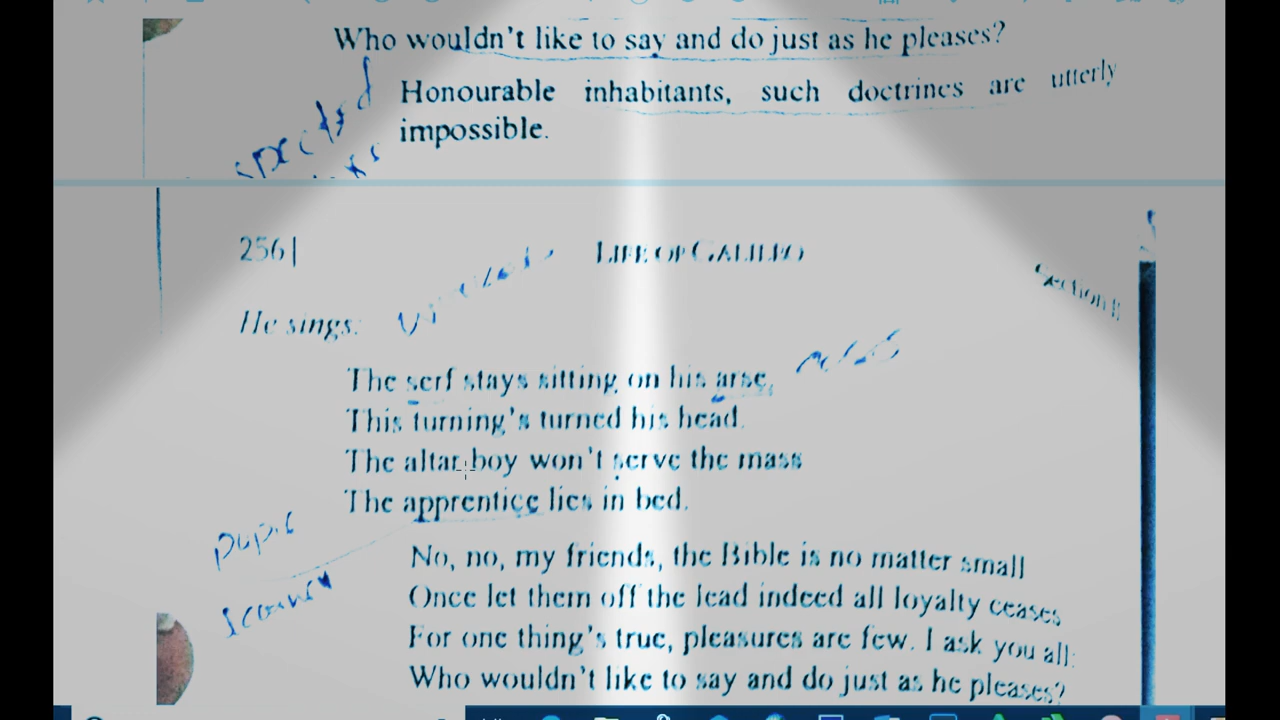 Who wouldn't like to say and do just as he pleases?
Honourable inhabitants, such doctrines are utterly
impossible.
256|
LIFE OF GALILEO
Section II
He sings:
The serf stays sitting on his arse,
This turning's turned his head.
The altar boy won't serve the mass
The apprentice lies in bed.
No, no, my friends, the Bible is no matter small
Once let them off the lead indeed all loyalty ceases
For one thing's true, pleasures are few. I ask you all:
Who wouldn't like to say and do just as he pleases?